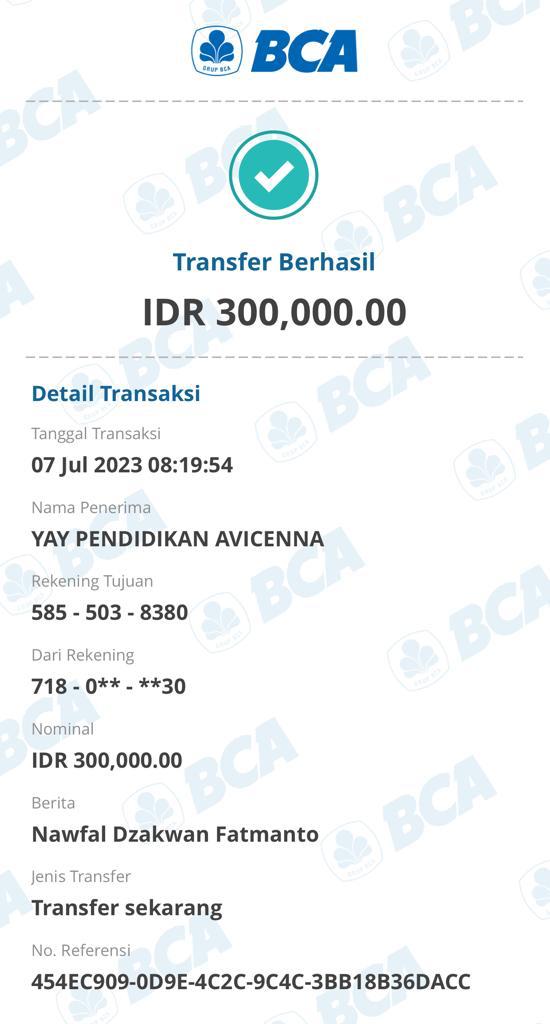 GRUP BCA
BCA
Transfer Berhasil
IDR 300,000.00
Detail Transaksi
Tanggal Transaksi
07 Jul 2023 08:19:54
Nama Penerima
YAY PENDIDIKAN AVICENNA
Rekening Tujuan
585 - 503 - 8380
Dari Rekening
718 - 0** - **30
Nominal
IDR 300,000.00
Berita
Nawfal Dzakwan Fatmanto
Jenis Transfer
Transfer sekarang
No. Referensi
454EC909-0D9E-4C2C-9C4C-3BB18B36DACC